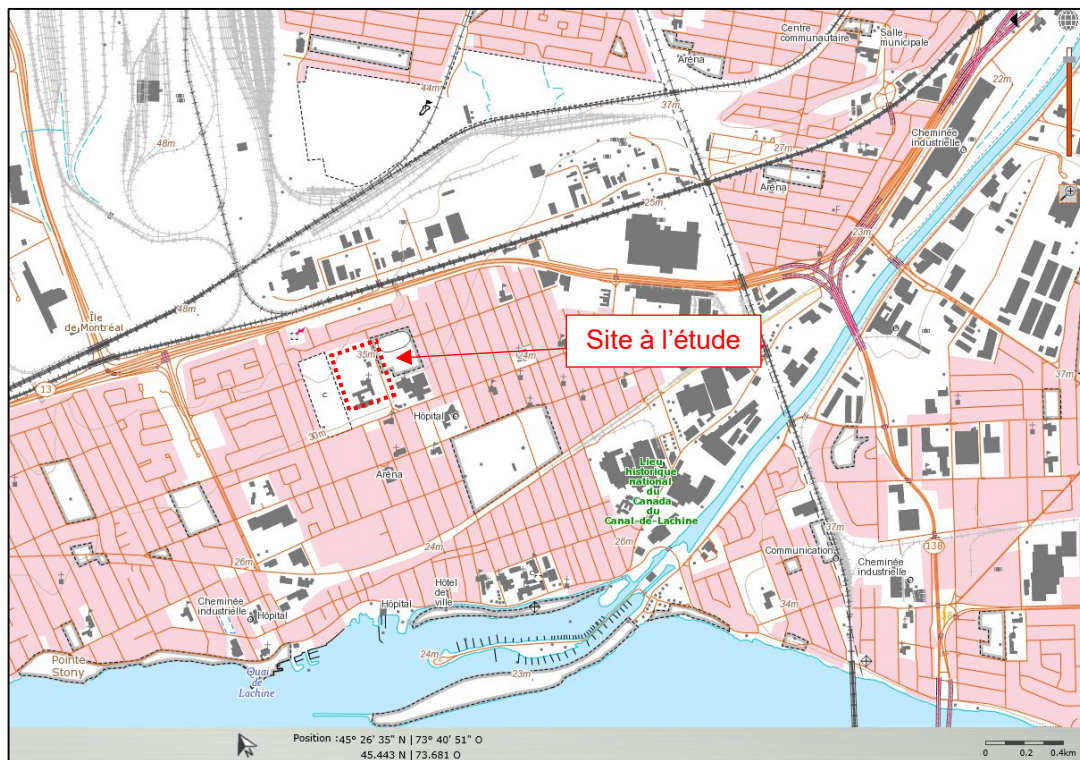 Centre
communautaire
Salle
municipale
Aréna
44m
37m
22m
48m
Cheminée
industrielle
27m
Aréna
25m
23m
48m
Île
de Montréal
Site à l'étude
35m
24m
37m
13
Hôpital
30m
Aréna
Lieu
historique
national
du
Canada
du
Canal-de-Lachine
24m
26m
26m
37m
138
Communication
Cheminée
industrielle
Hôtel
de
ville
Cheminée
industrielle
Hôpital
Hôpital
34m
24m
Pointe
Stony
23m
Quai
de
Lachine
Position :45° 26' 35" N | 73° 40' 51" O
45.443 N | 73.681 O
0 0.2 0.4km